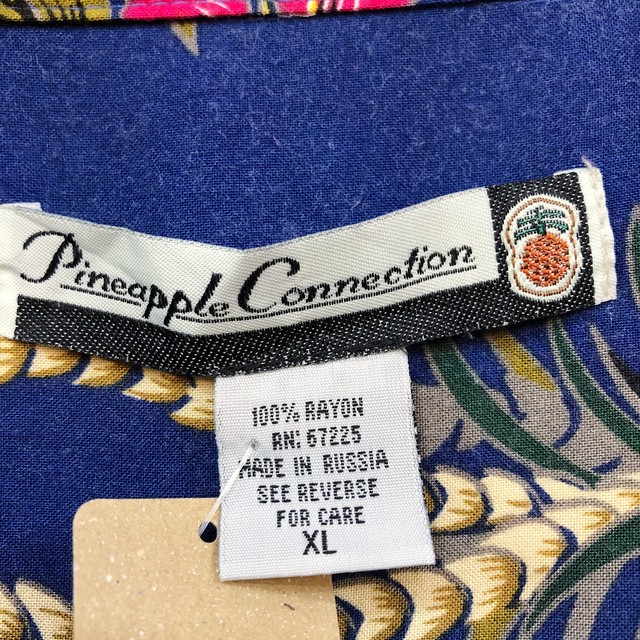 Pineapple Connection
100% RAYON
RN: 67225
MADE IN RUSSIA
SEE REVERSE
FOR CARE
XL